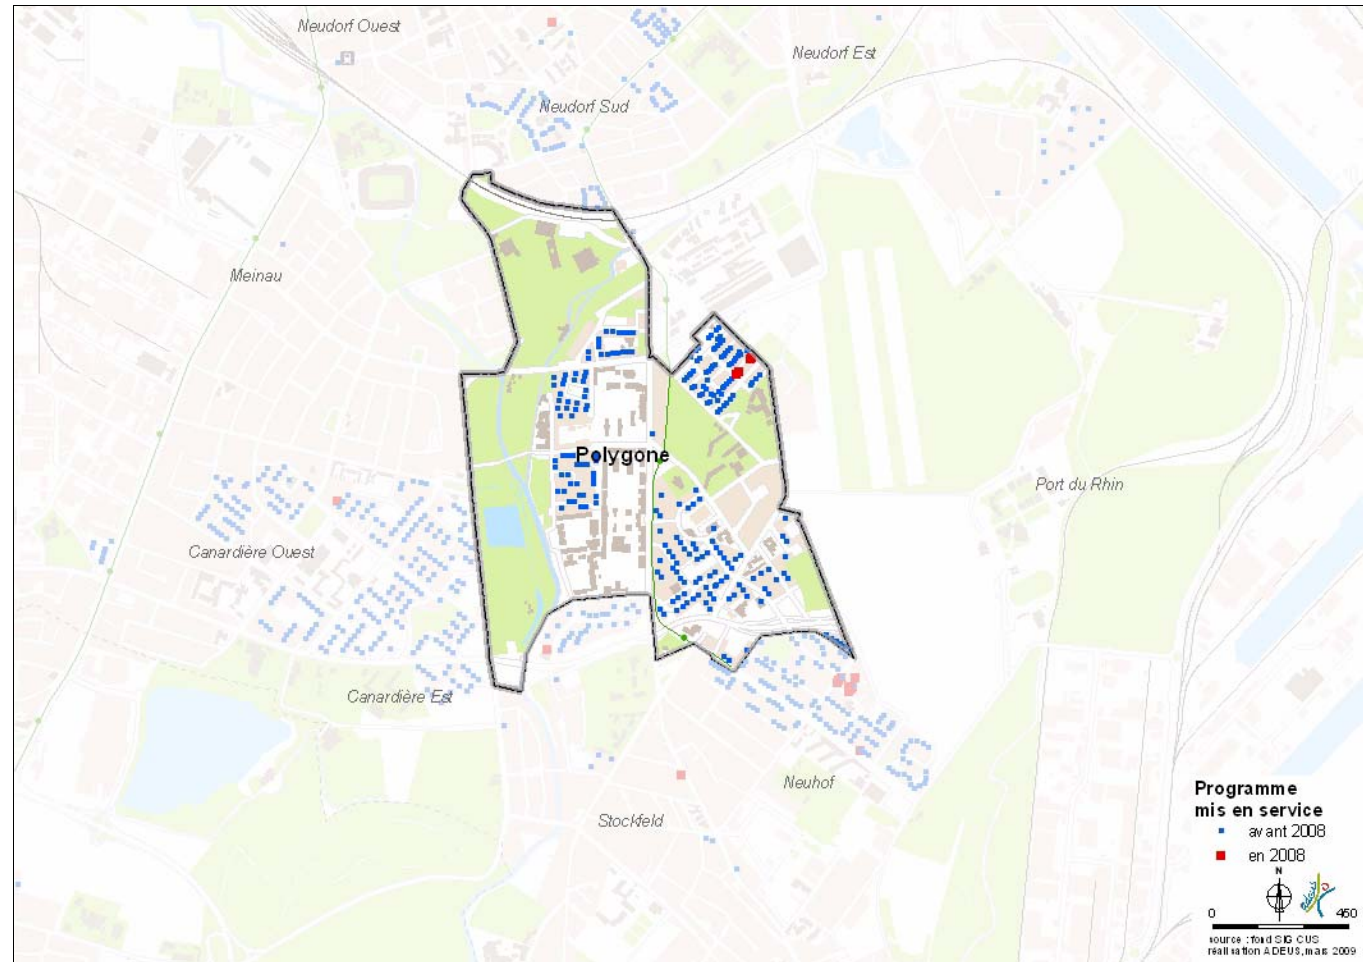 Neudorf Ouest
Neudorf Est
Neudorf Sud
Meinau
Polygone
Port du Rhin
Canardière Ouest
Canardière Est
Neuhof
Stockfeld
Programme
mis en service
avant 2008
en 2008
N
0 450
source : fond SIG CUS
réalisation ADEUS, mars 2009